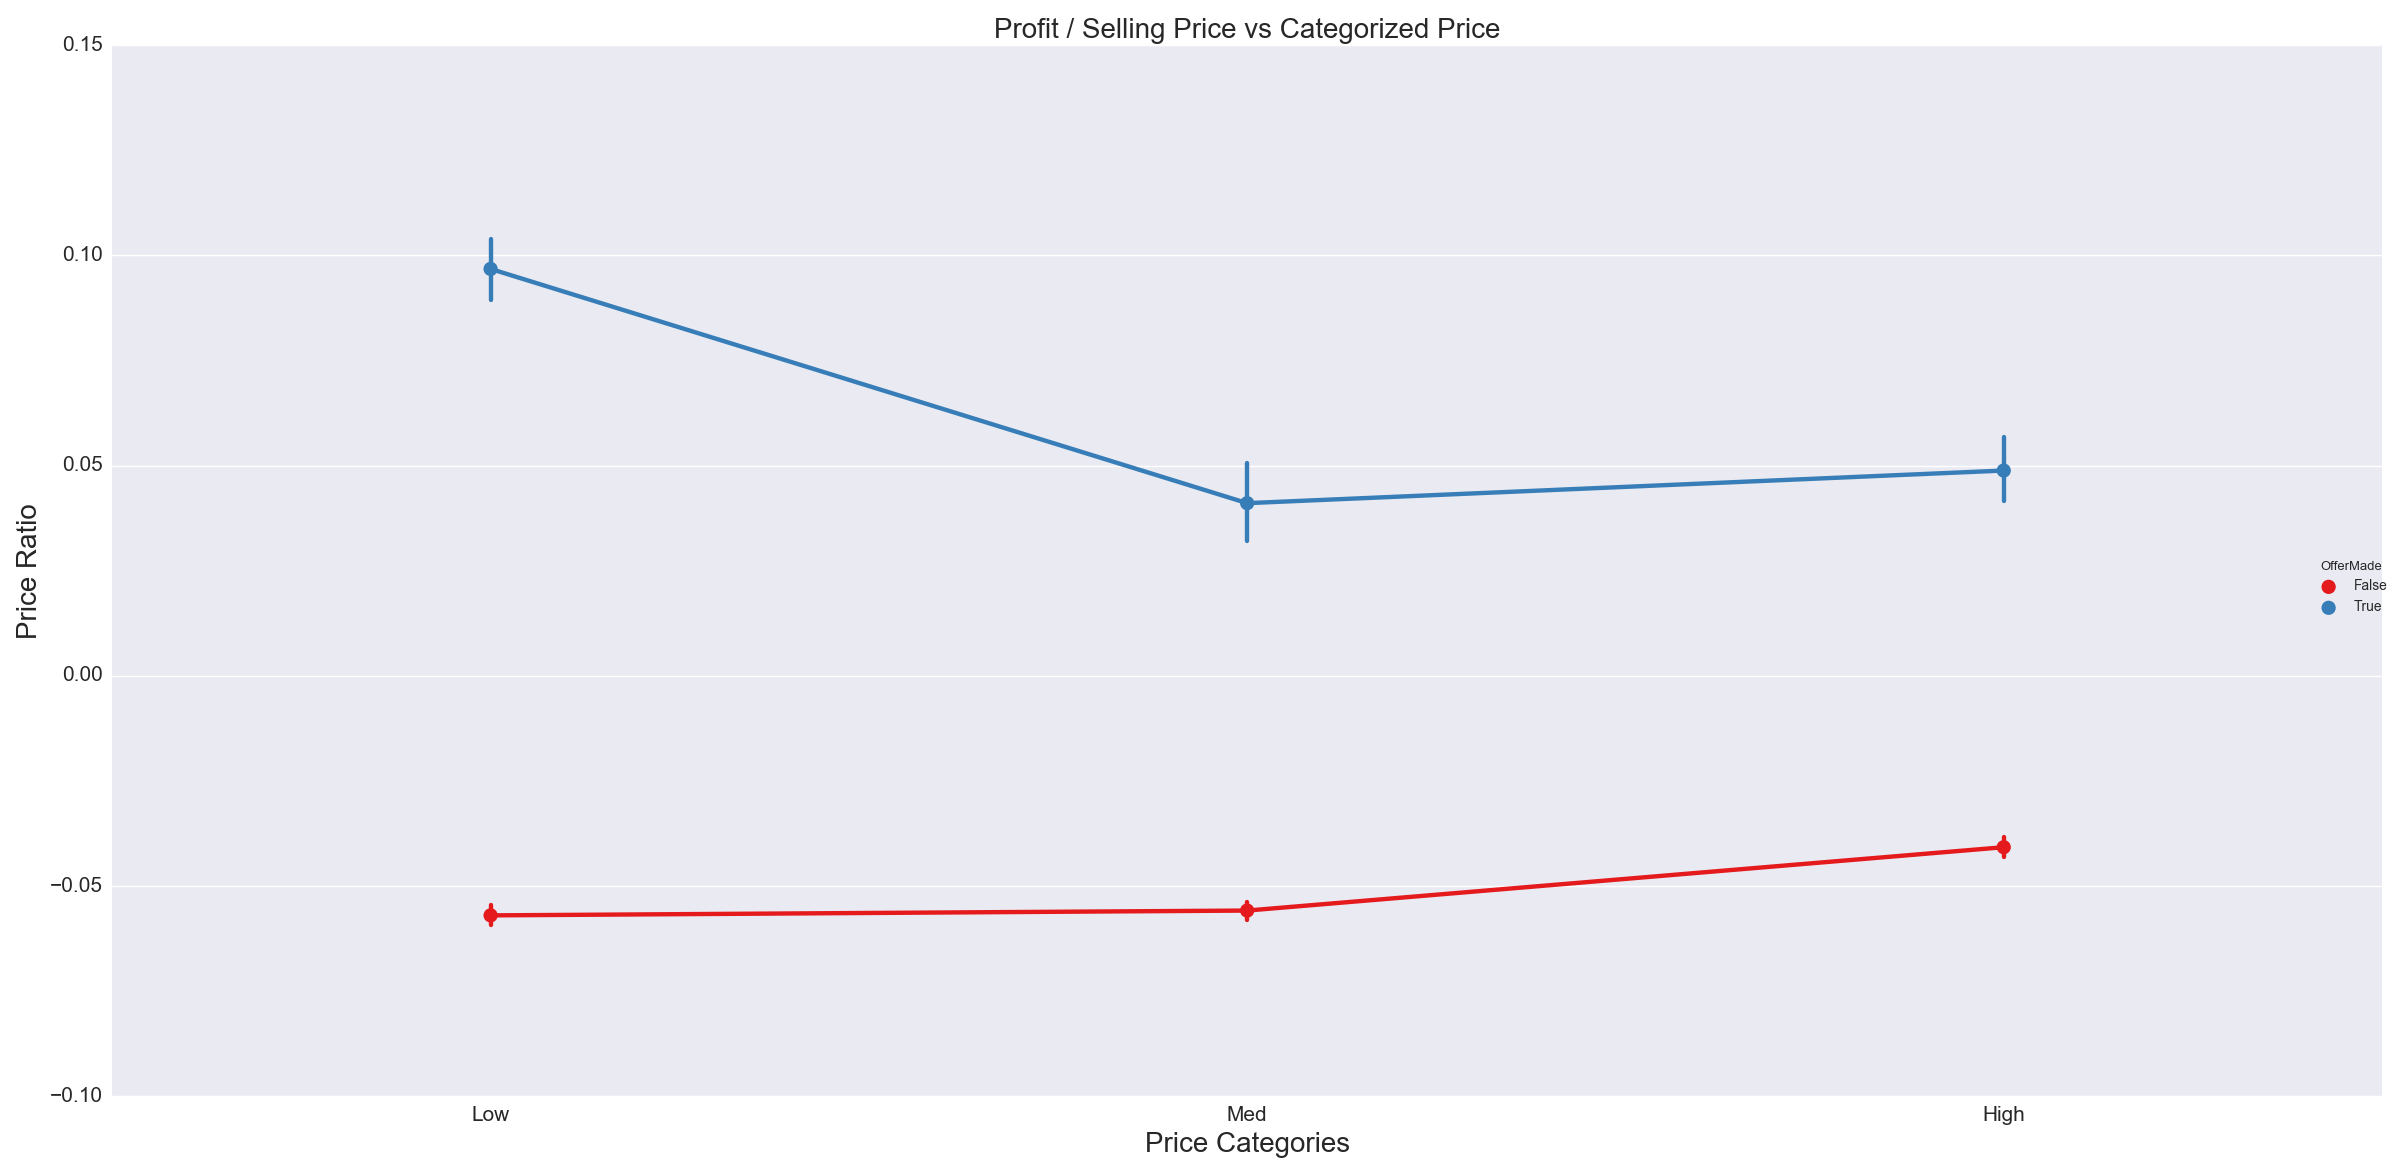 Profit / Selling Price vs Categorized Price
0.15
0.10
0.05
0.00
−0.05
−0.10
Price Ratio
Low
Med
High
Price Categories
OfferMade
False
True